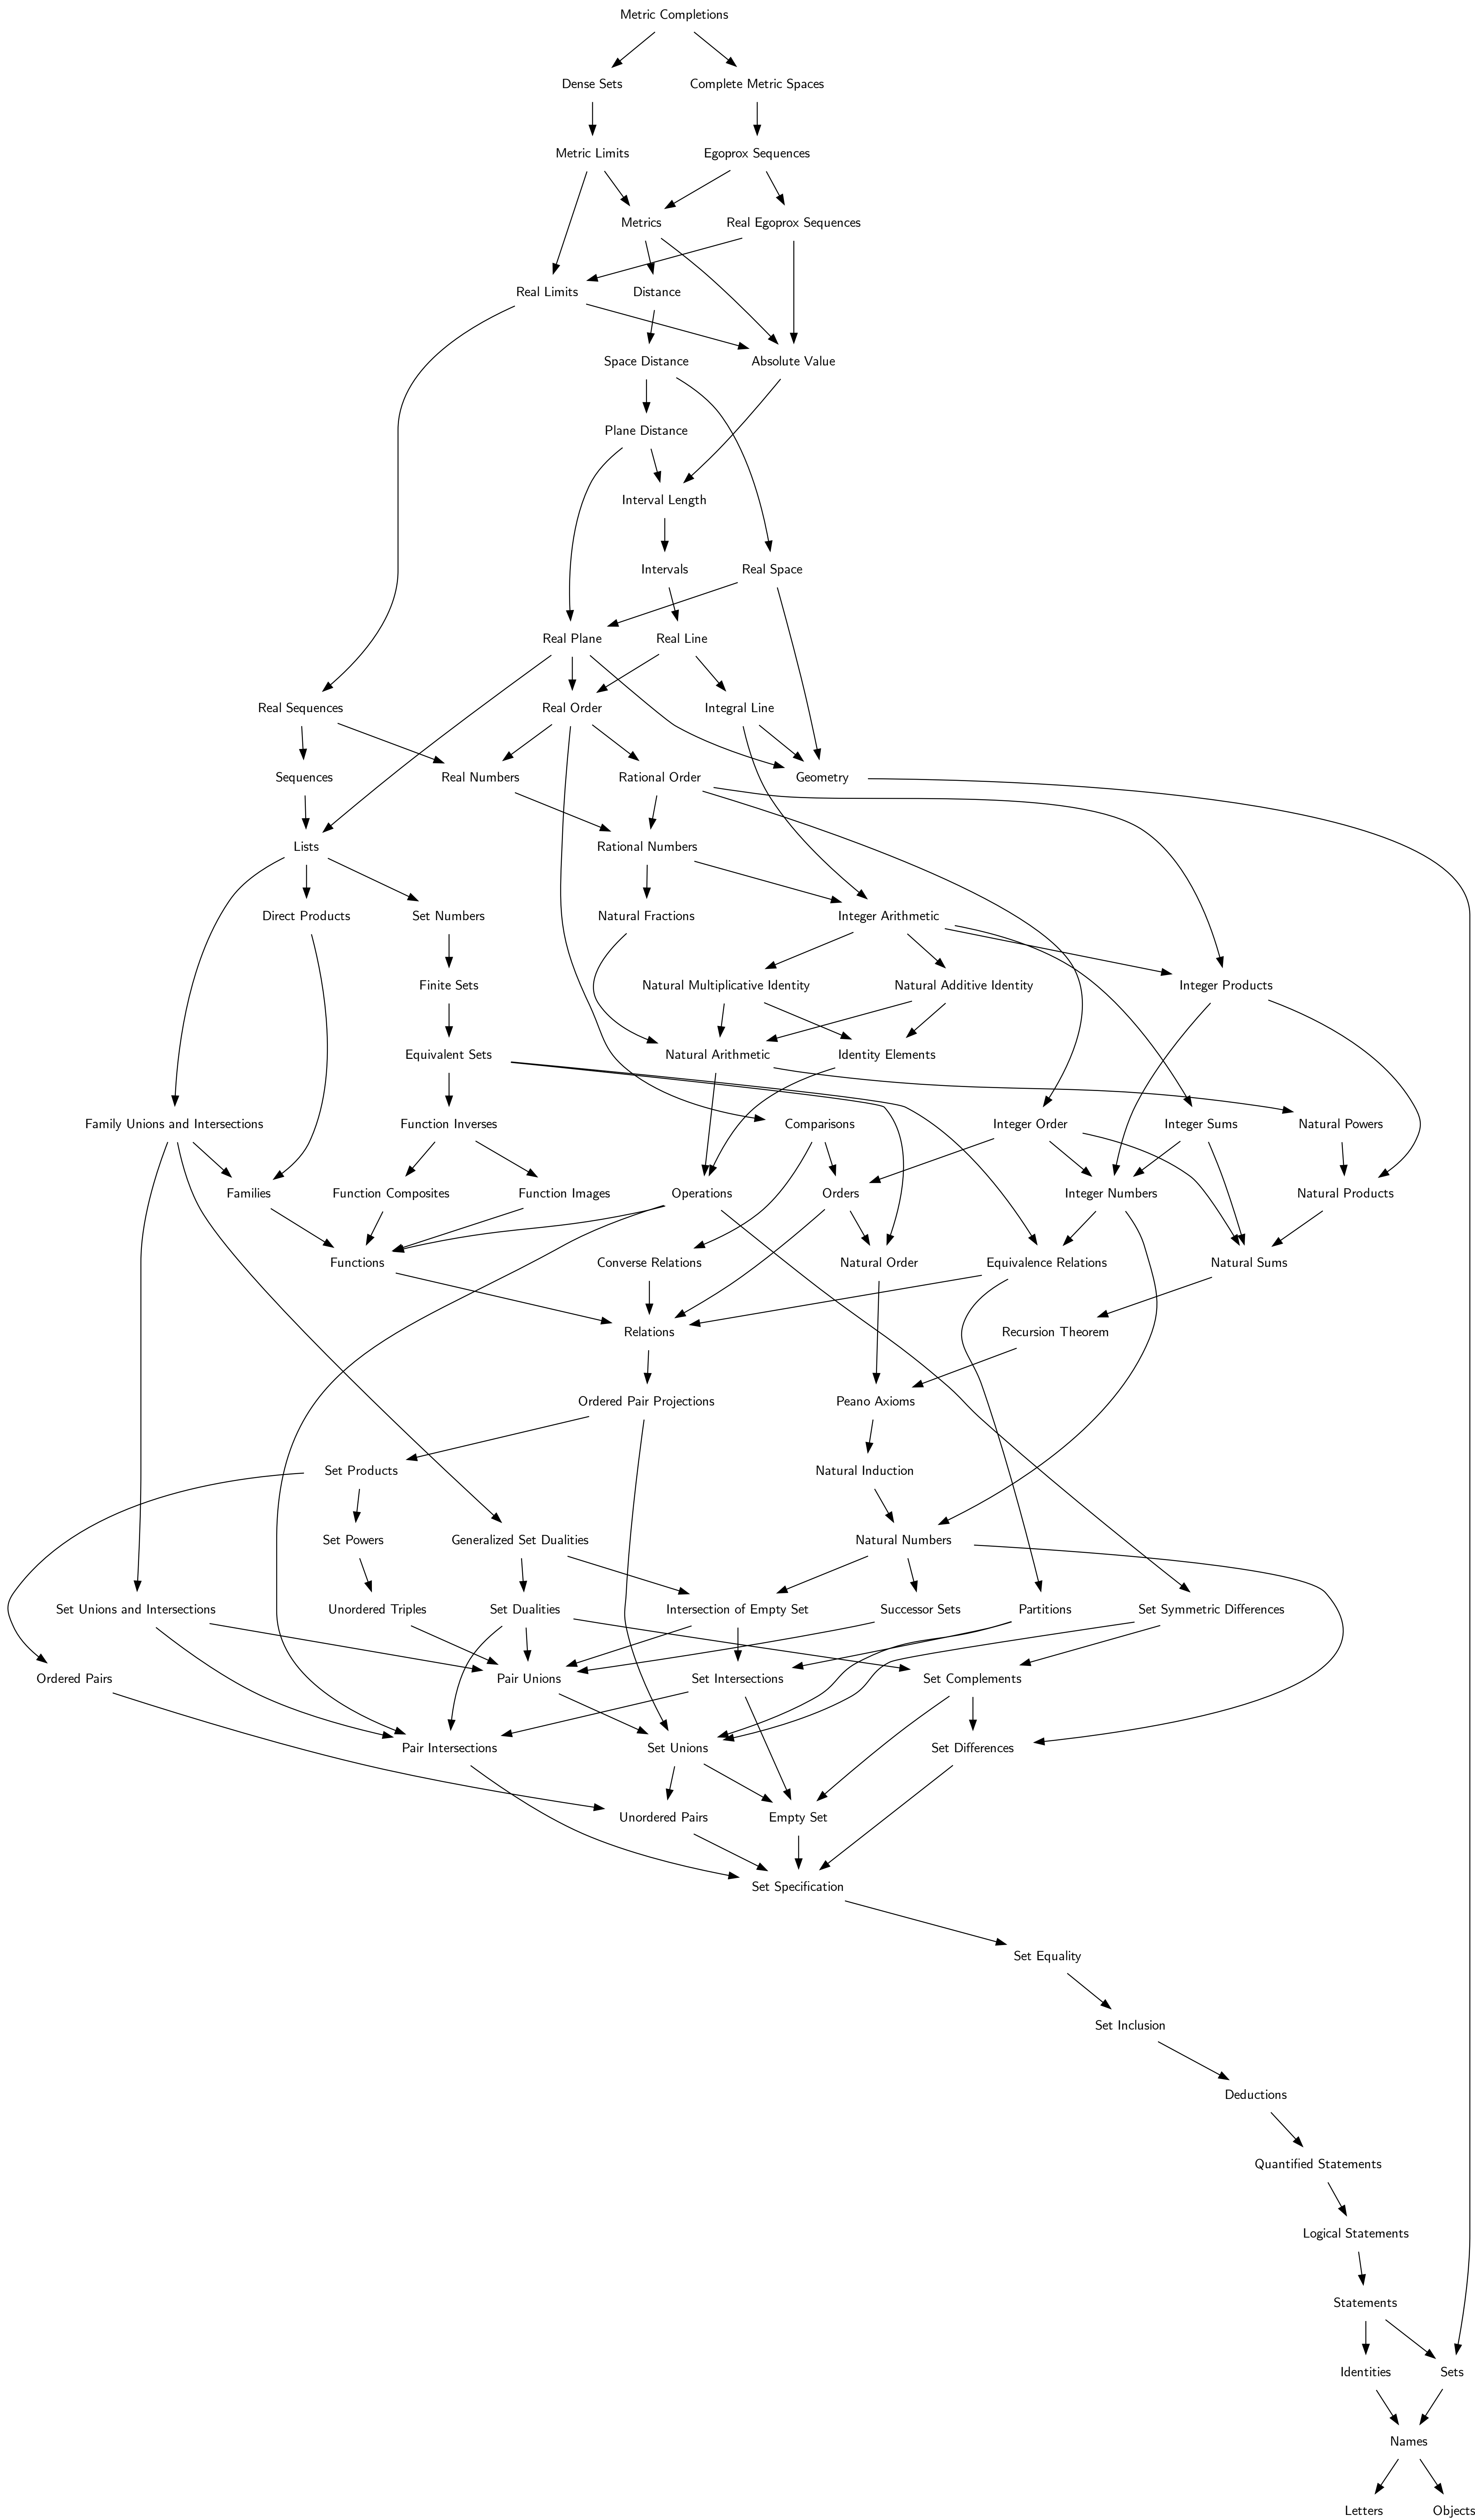 Metric Completions
Dense Sets
Complete Metric Spaces
Metric Limits
Egoprox Sequences
Metrics
Real Egoprox Sequences
Real Limits
Distance
Space Distance
Absolute Value
Plane Distance
Interval Length
Intervals
Real Space
Real Plane
Real Line
Real Sequences
Real Order
Integral Line
Sequences
Real Numbers
Rational Order
Geometry
Lists
Rational Numbers
Direct Products
Set Numbers
Natural Fractions
Integer Arithmetic
Finite Sets
Natural Multiplicative Identity
Natural Additive Identity
Integer Products
Equivalent Sets
Natural Arithmetic
Identity Elements
Family Unions and Intersections
Function Inverses
Comparisons
Integer Order
Integer Sums
Natural Powers
Families
Function Composites
Function Images
Operations
Orders
Integer Numbers
Natural Products
Functions
Converse Relations
Natural Order
Equivalence Relations
Natural Sums
Relations
Recursion Theorem
Ordered Pair Projections
Peano Axioms
Set Products
Natural Induction
Set Powers
Generalized Set Dualities
Natural Numbers
Set Unions and Intersections
Unordered Triples
Set Dualities
Intersection of Empty Set
Successor Sets
Partitions
Set Symmetric Differences
Ordered Pairs
Pair Unions
Set Intersections
Set Complements
Pair Intersections
Set Unions
Set Differences
Unordered Pairs
Empty Set
Set Specification
Set Equality
Set Inclusion
Deductions
Quantified Statements
Logical Statements
Statements
Identities
Sets
Names
Letters
Objects